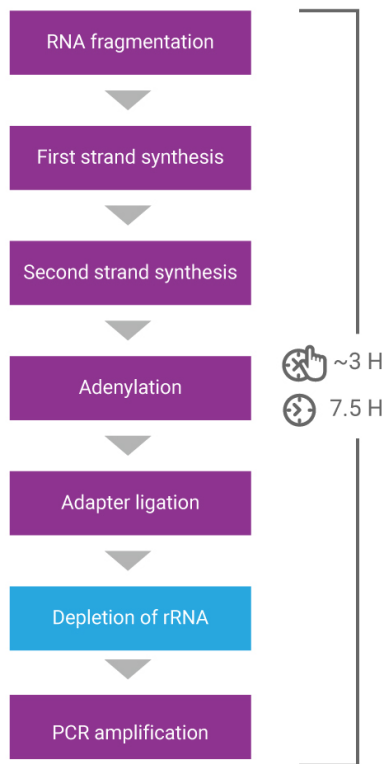 RNA fragmentation
First strand synthesis
Second strand synthesis
~3 H
Adenylation
7.5 H
Adapter ligation
Depletion of rRNA
PCR amplification